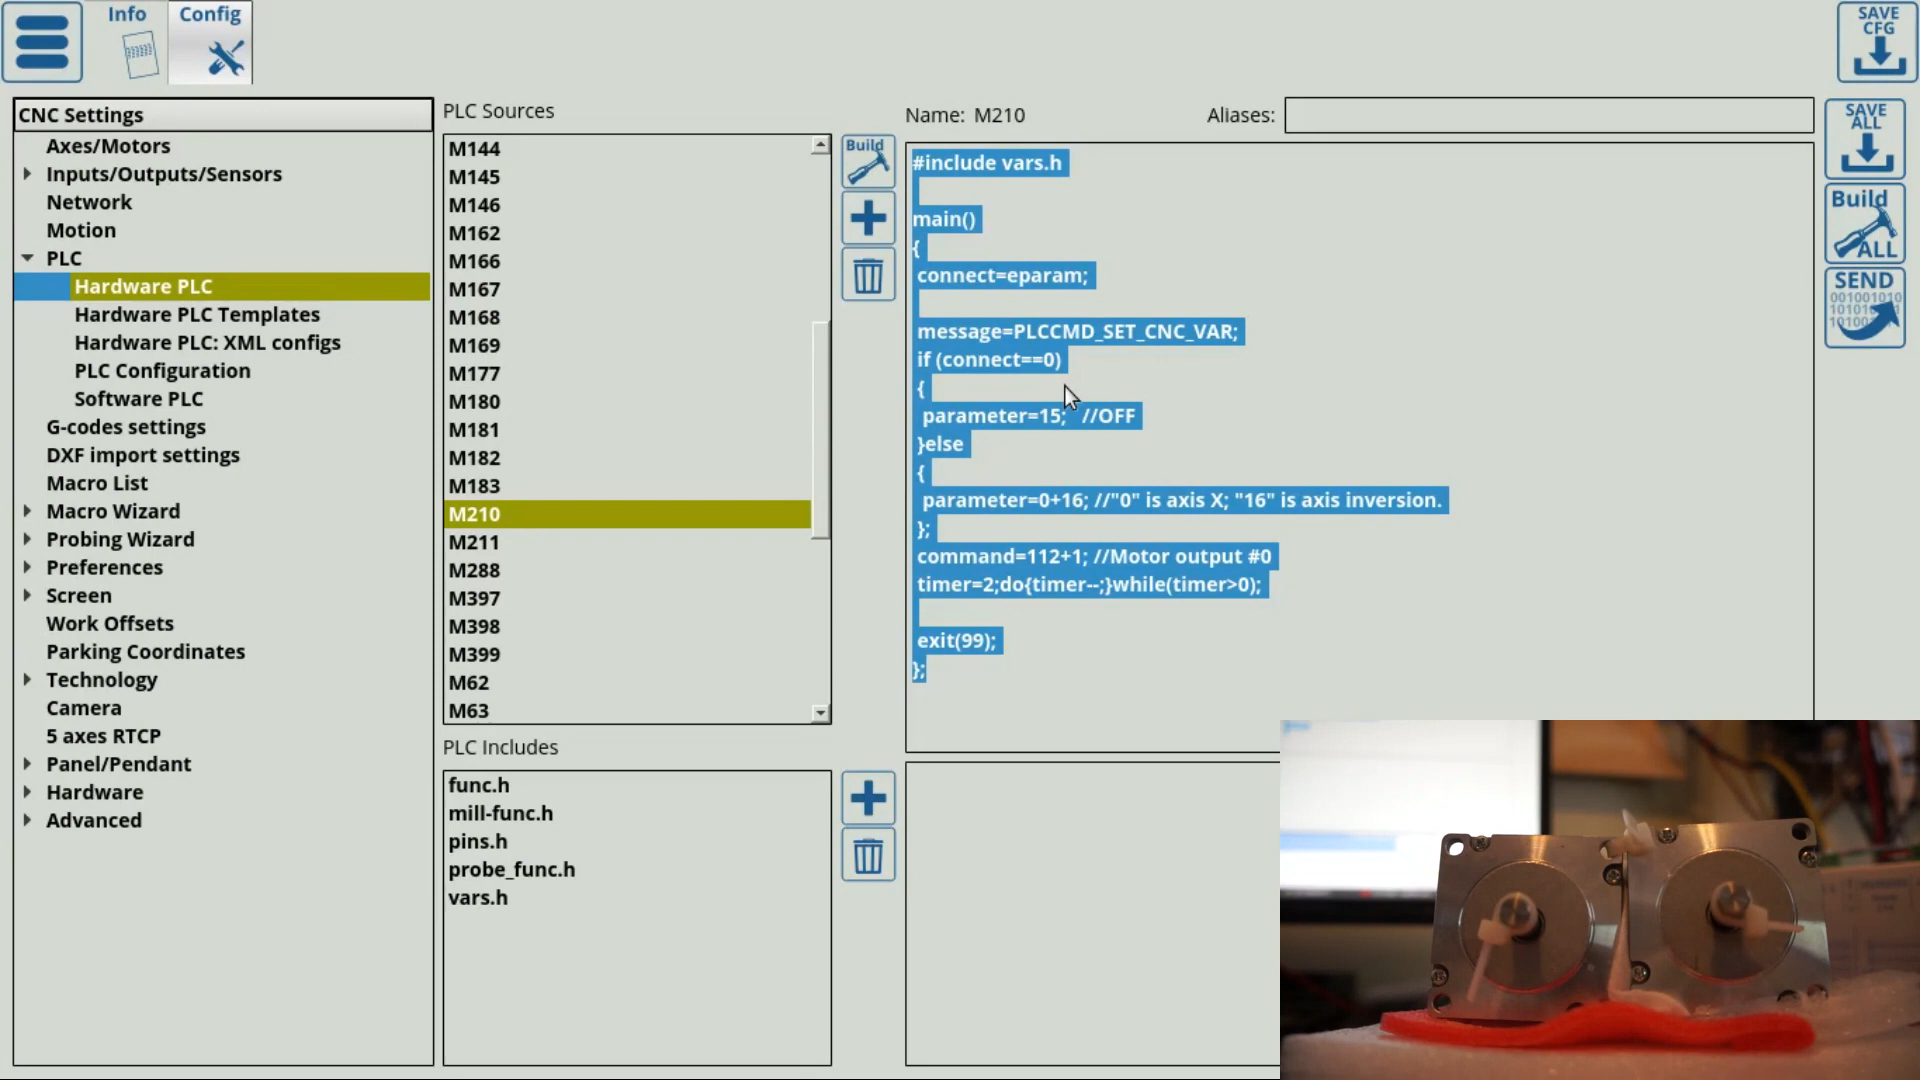 Info
Config
SAVE
CFG
CNC Settings
Axes/Motors
Inputs/Outputs/Sensors
Network
Motion
PLC
Hardware PLC
Hardware PLC Templates
Hardware PLC: XML configs
PLC Configuration
Software PLC
G-codes settings
DXF import settings
Macro List
Macro Wizard
Probing Wizard
Preferences
Screen
Work Offsets
Parking Coordinates
Technology
Camera
5 axes RTCP
Panel/Pendant
Hardware
Advanced
PLC Sources
M144
M145
M146
M162
M166
M167
M168
M169
M177
M180
M181
M182
M183
M210
M211
M288
M397
M398
M399
M62
M63
Build
PLC Includes
func.h
mill-func.h
pins.h
probe_func.h
vars.h
Name: M210
Aliases:
#include vars.h
main()
{
connect=eparam;
message=PLCCMD_SET_CNC_VAR;
if (connect==0)
{
parameter=15; //OFF
}else
{
parameter=0+16; //"0" is axis X; "16" is axis inversion.
};
command=112+1; //Motor output #0
timer=2;do{timer--;}while(timer>0);
exit(99);
};
SAVE
ALL
Build
ALL
SEND